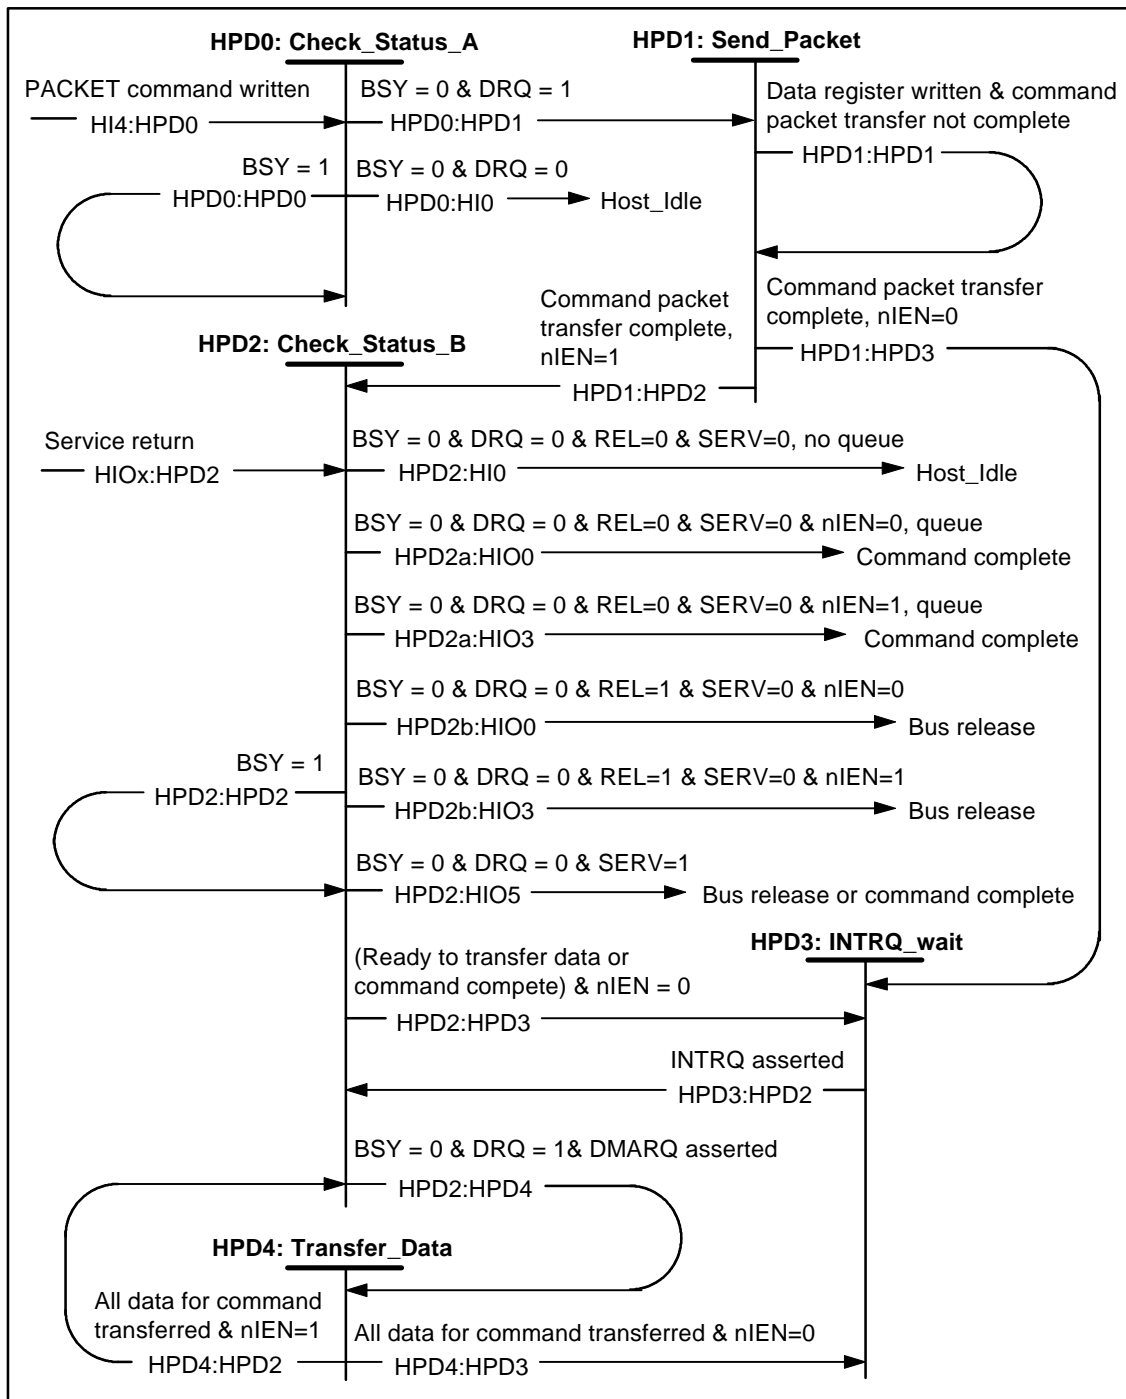 HPD0: Check_Status_A
HPD1: Send_Packet
PACKET command written
HI4:HPD0
BSY = 0 & DRQ = 1
HPD0:HPD1
Data register written & command
packet transfer not complete
HPD1:HPD1
BSY = 1
HPD0:HPD0
BSY = 0 & DRQ = 0
HPD0:HI0
Host_Idle
Command packet
transfer complete,
nIEN=1
HPD1:HPD2
Command packet transfer
complete, nIEN=0
HPD1:HPD3
HPD2: Check_Status_B
Service return
HIOx:HPD2
BSY = 0 & DRQ = 0 & REL=0 & SERV=0, no queue
HPD2:HI0
Host_Idle
BSY = 0 & DRQ = 0 & REL=0 & SERV=0 & nIEN=0, queue
HPD2a:HIO0
Command complete
BSY = 0 & DRQ = 0 & REL=0 & SERV=0 & nIEN=1, queue
HPD2a:HIO3
Command complete
BSY = 0 & DRQ = 0 & REL=1 & SERV=0 & nIEN=0
HPD2b:HIO0
Bus release
BSY = 1
HPD2:HPD2
BSY = 0 & DRQ = 0 & REL=1 & SERV=0 & nIEN=1
HPD2b:HIO3
Bus release
BSY = 0 & DRQ = 0 & SERV=1
HPD2:HIO5
Bus release or command complete
HPD3: INTRQ_wait
(Ready to transfer data or
command compete) & nIEN = 0
HPD2:HPD3
INTRQ asserted
HPD3:HPD2
BSY = 0 & DRQ = 1& DMARQ asserted
HPD2:HPD4
HPD4: Transfer_Data
All data for command
transferred & nIEN=1
HPD4:HPD2
All data for command transferred & nIEN=0
HPD4:HPD3